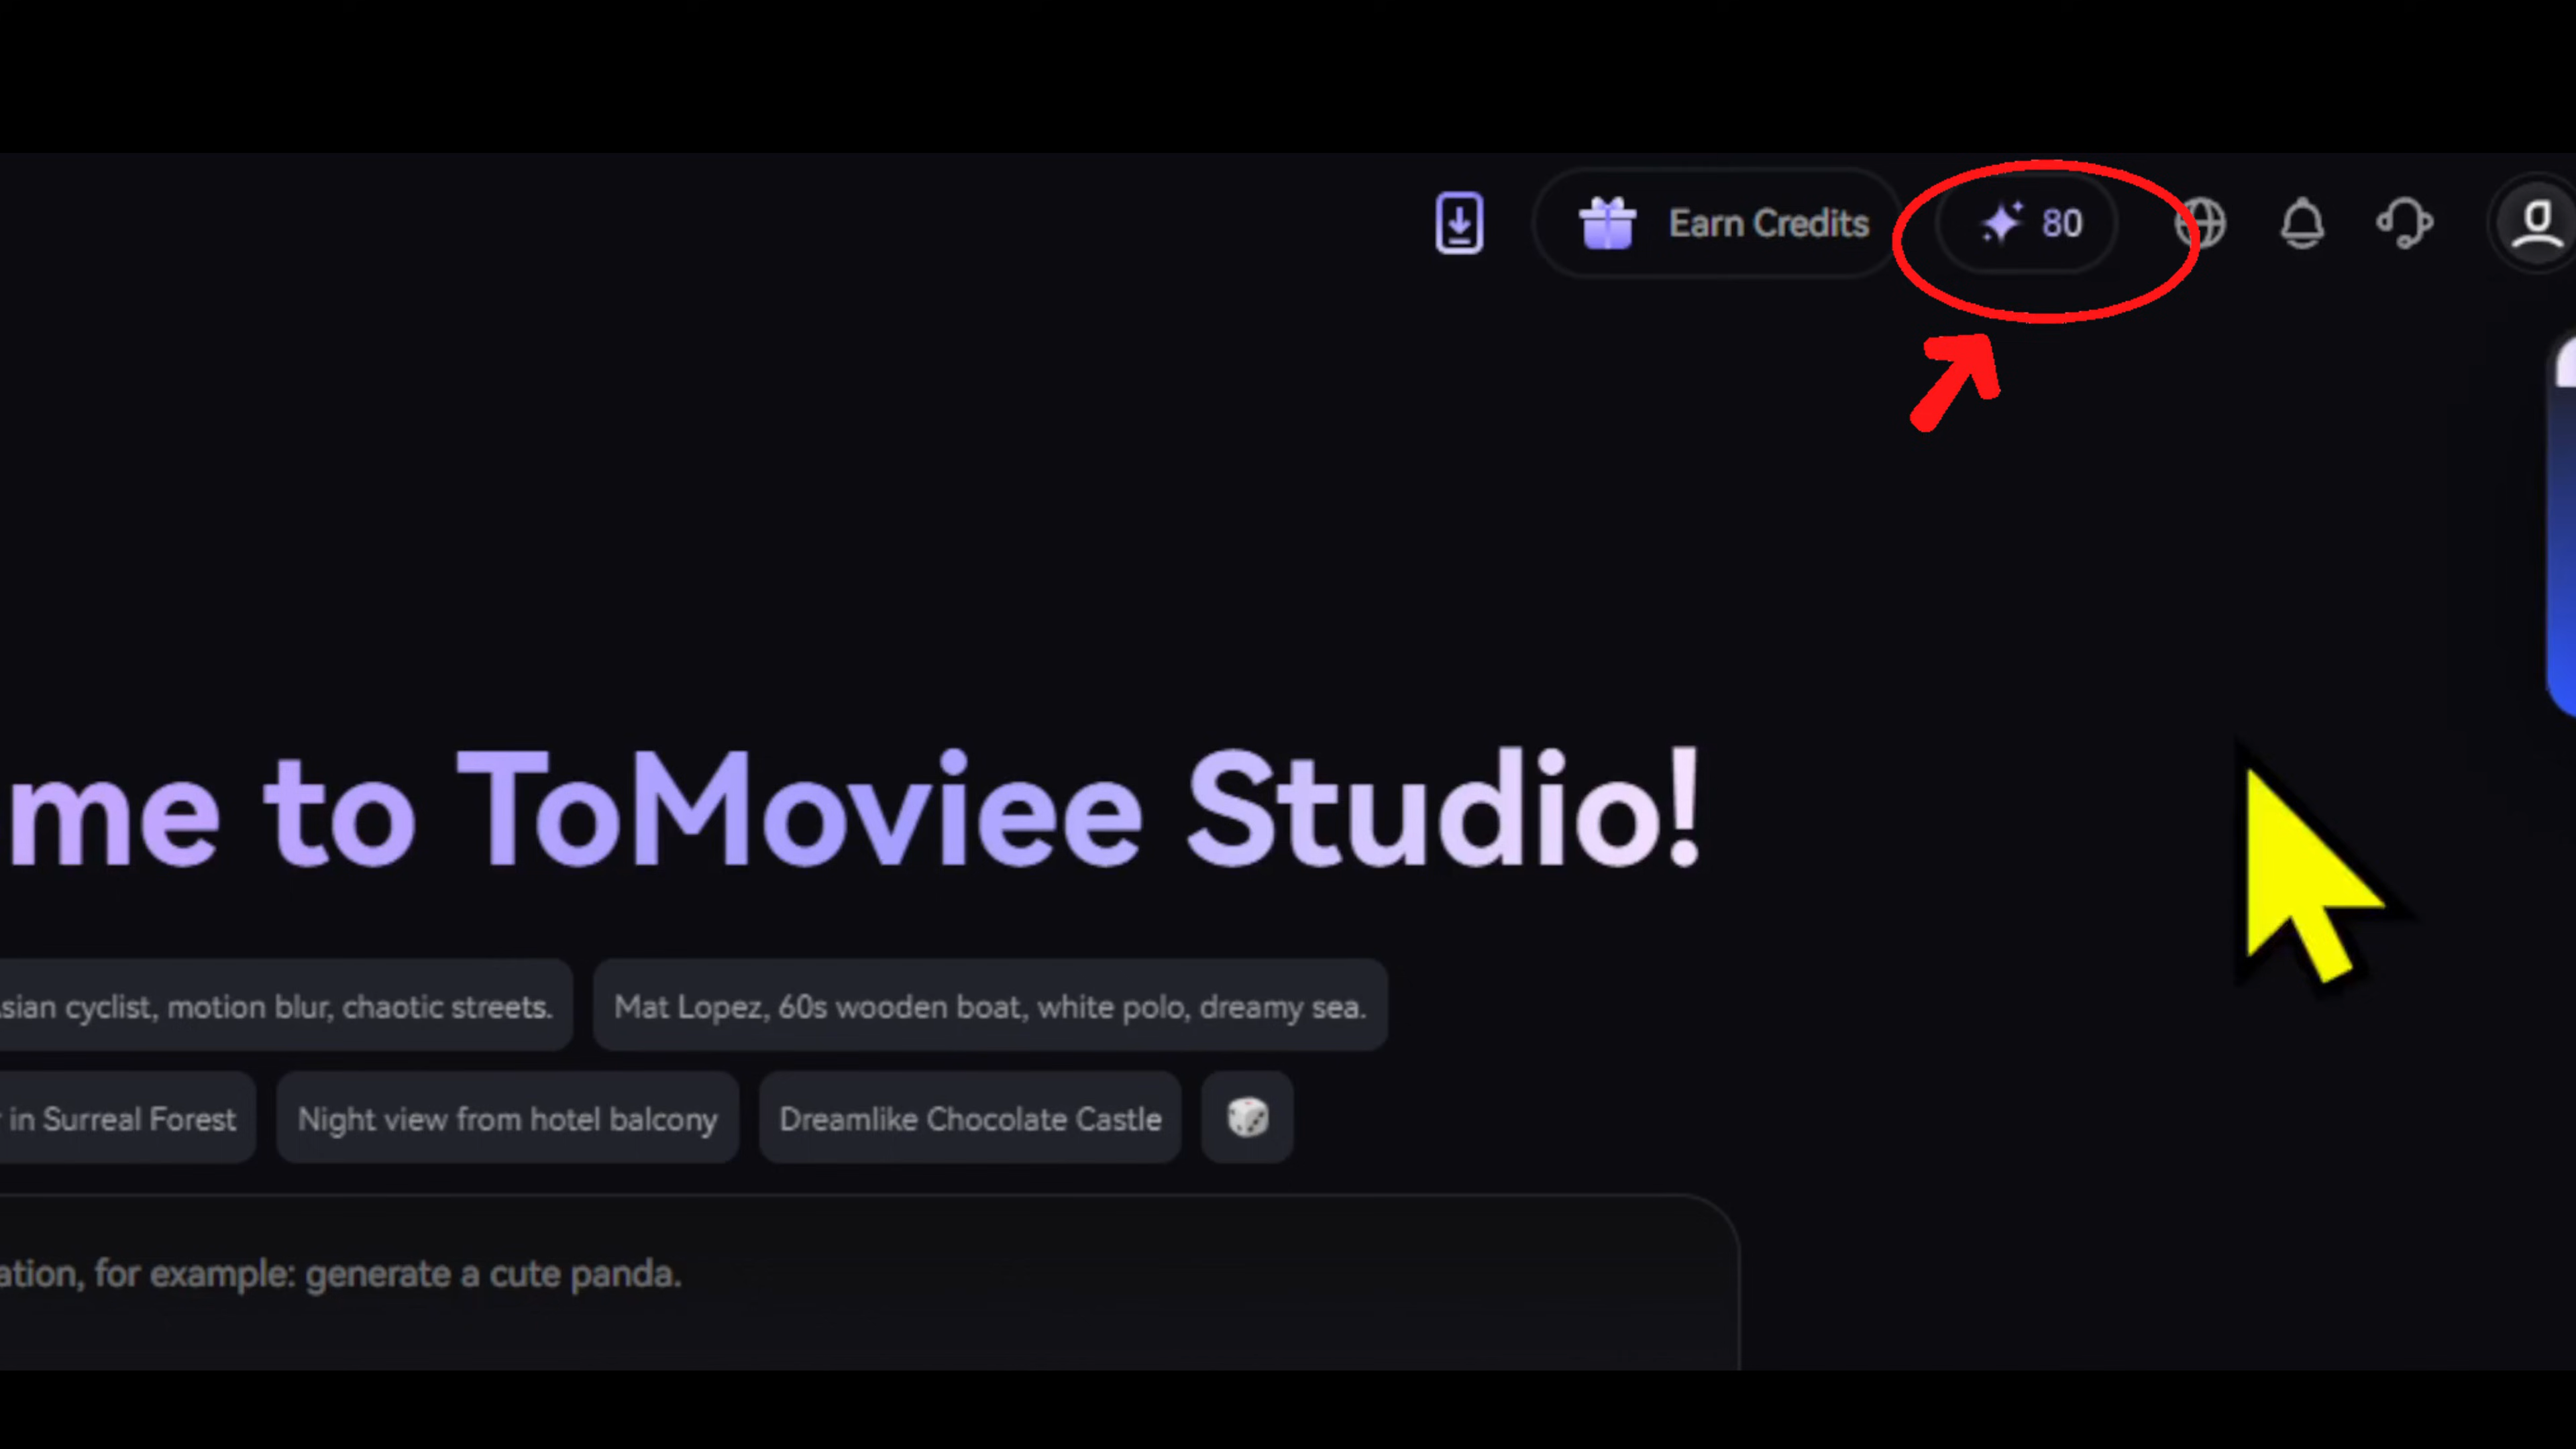 Earn Credits
80
me to ToMoviee Studio!
sian cyclist, motion blur, chaotic streets.
Mat Lopez, 60s wooden boat, white polo, dreamy sea.
in Surreal Forest
Night view from hotel balcony
Dreamlike Chocolate Castle
ation, for example: generate a cute panda.